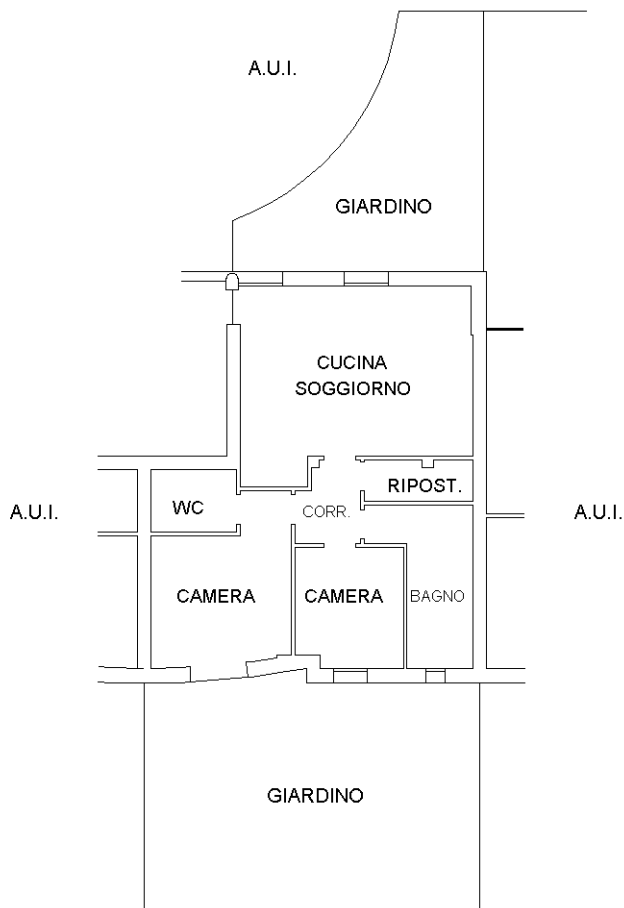 A.U.I.
GIARDINO
CUCINA
SOGGIORNO
RIPOST.
WC
CORR.
A.U.I.
A.U.I.
CAMERA
CAMERA
BAGNO
GIARDINO